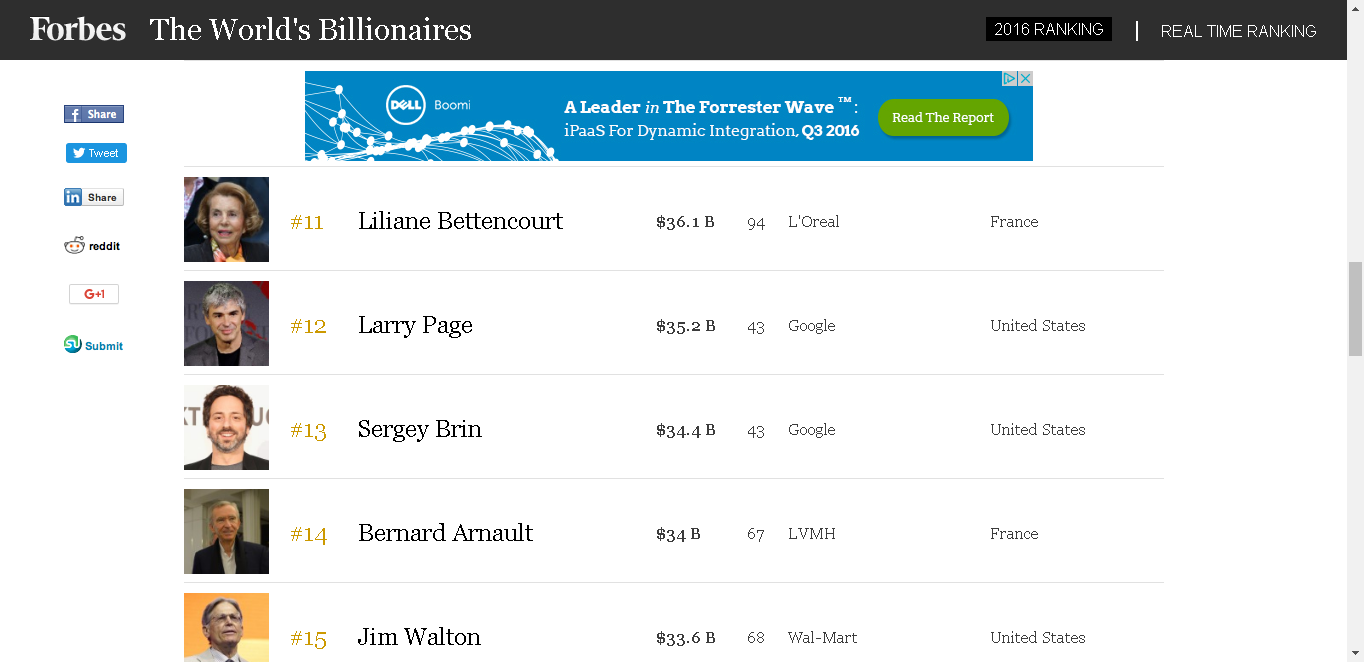 Forbes The World's Billionaires 2016 RANKING | REAL TIME RANKING
DELL Boomi
A Leader in The Forrester Wave™:
iPaaS For Dynamic Integration, Q3 2016
Read The Report
f Share
Tweet
in Share
reddit
G+1
Submit
#11 Liliane Bettencourt $36.1 B 94 L'Oreal France
#12 Larry Page $35.2 B 43 Google United States
#13 Sergey Brin $34.4 B 43 Google United States
#14 Bernard Arnault $34 B 67 LVMH France
#15 Jim Walton $33.6 B 68 Wal-Mart United States